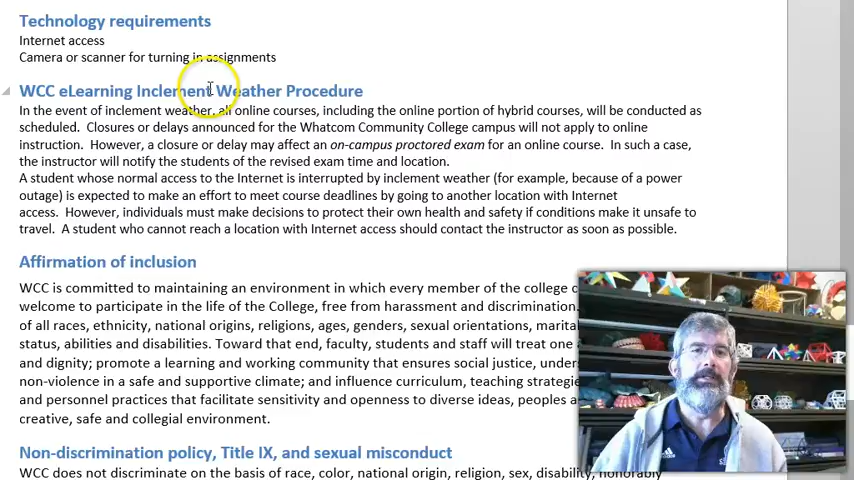 Technology requirements
Internet access
Camera or scanner for turning in assignments
WCC eLearning Inclement Weather Procedure
In the event of inclement weather, all online courses, including the online portion of hybrid courses, will be conducted as
scheduled.  Closures or delays announced for the Whatcom Community College campus will not apply to online
instruction.  However, a closure or delay may affect an on-campus proctored exam for an online course.  In such a case,
the instructor will notify the students of the revised exam time and location.
A student whose normal access to the Internet is interrupted by inclement weather (for example, because of a power
outage) is expected to make an effort to meet course deadlines by going to another location with Internet
access.  However, individuals must make decisions to protect their own health and safety if conditions make it unsafe to
travel.  A student who cannot reach a location with Internet access should contact the instructor as soon as possible.
Affirmation of inclusion
WCC is committed to maintaining an environment in which every member of the college c
welcome to participate in the life of the College, free from harassment and discrimination.
of all races, ethnicity, national origins, religions, ages, genders, sexual orientations, marita
status, abilities and disabilities. Toward that end, faculty, students and staff will treat one
and dignity; promote a learning and working community that ensures social justice, under
non-violence in a safe and supportive climate; and influence curriculum, teaching strategie
and personnel practices that facilitate sensitivity and openness to diverse ideas, peoples a
creative, safe and collegial environment.
Non-discrimination policy, Title IX, and sexual misconduct
WCC does not discriminate on the basis of race, color, national origin, religion, sex, disability, honorably